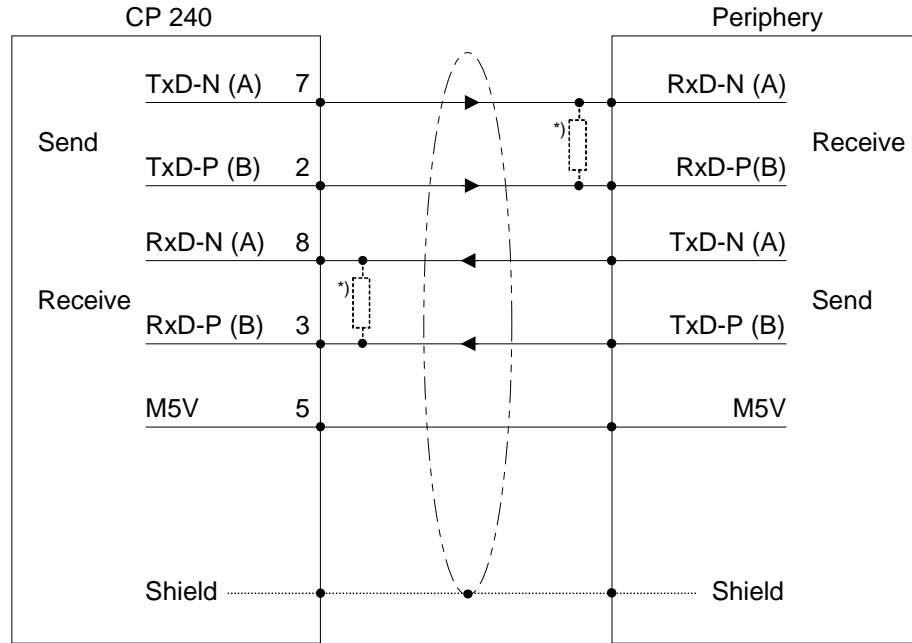 CP 240
Periphery
TxD-N (A) 7
RxD-N (A)
*)
Send
Receive
TxD-P (B) 2
RxD-P(B)
RxD-N (A) 8
TxD-N (A)
*)
Receive
Send
RxD-P (B) 3
TxD-P (B)
M5V 5
M5V
Shield
Shield